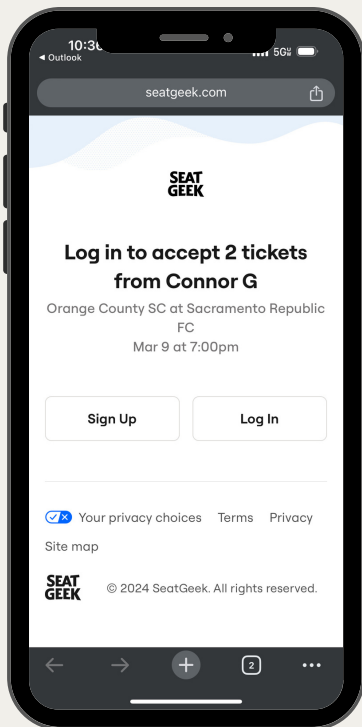 10:36
5G
◄ Outlook
seatgeek.com
SEAT
GEEK
Log in to accept 2 tickets
from Connor G
Orange County SC at Sacramento Republic
FC
Mar 9 at 7:00pm
Sign Up
Log In
Your privacy choices
Terms
Privacy
Site map
SEAT
GEEK
© 2024 SeatGeek. All rights reserved.
2